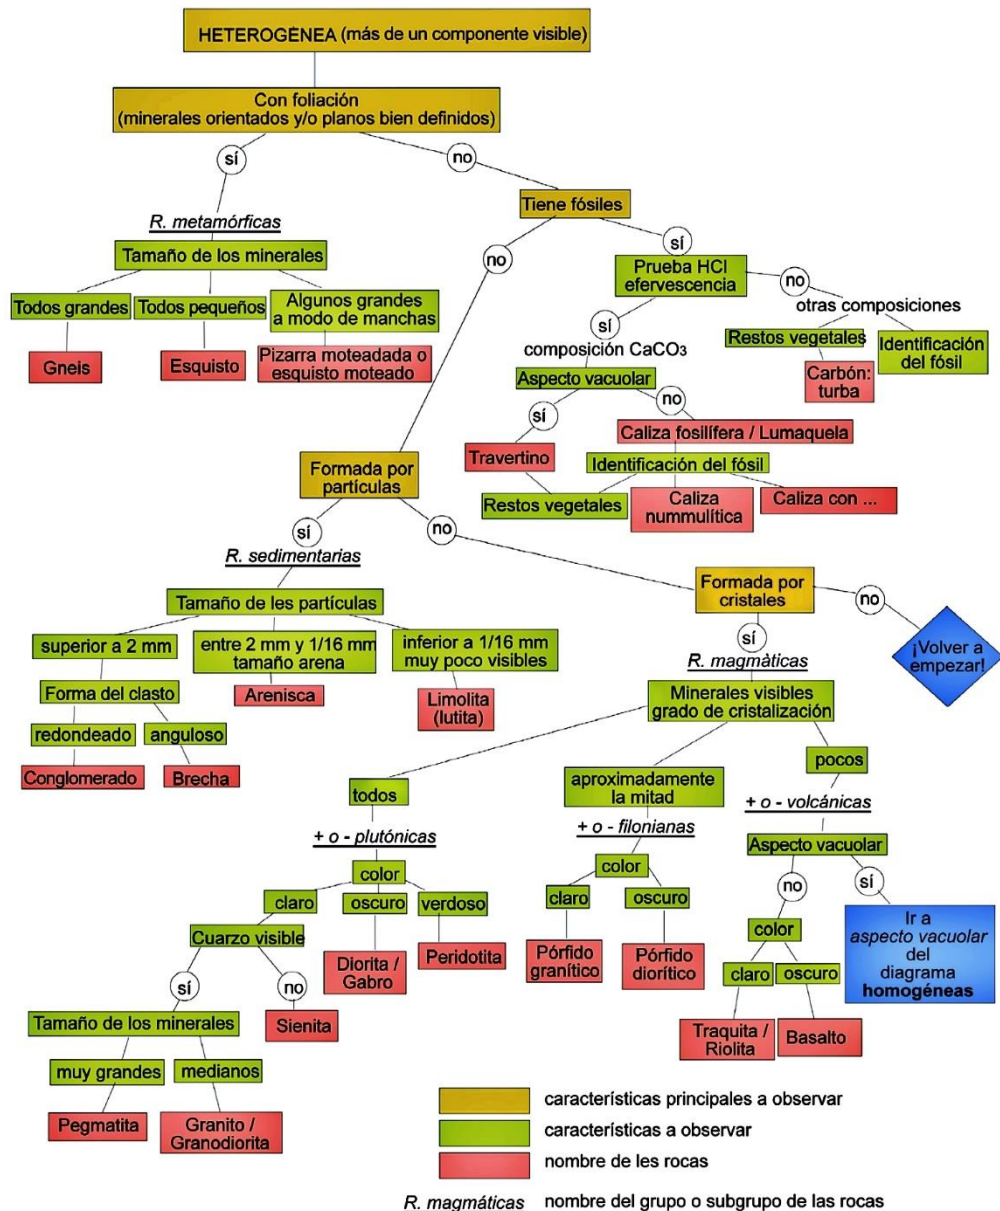 HETEROGÉNEA (más de un componente visible)
Con foliación
(minerales orientados y/o planos bien definidos)
sí
no
R. metamórficas
Tamaño de los minerales
Todos grandes
Todos pequeños
Algunos grandes
a modo de manchas
Gneis
Esquisto
Pizarra moteadada o
esquisto moteado
Tiene fósiles
no
sí
Prueba HCl
efervescencia
no
otras composiciones
Restos vegetales
Identificación
del fósil
Carbón:
turba
sí
composición CaCO₃
Aspecto vacuolar
sí
no
Travertino
Caliza fosilífera / Lumaquela
Identificación del fósil
Restos vegetales
Caliza
nummulítica
Caliza con ...
Formada por
partículas
sí
no
R. sedimentarias
Tamaño de les partículas
superior a 2 mm
entre 2 mm y 1/16 mm
tamaño arena
inferior a 1/16 mm
muy poco visibles
Forma del clasto
Arenisca
Limolita
(lutita)
redondeado
anguloso
Conglomerado
Brecha
Formada por
cristales
no
¡Volver a
empezar!
sí
R. magmàticas
Minerales visibles
grado de cristalización
todos
aproximadamente
la mitad
pocos
+ o - plutónicas
color
claro
oscuro
verdoso
Cuarzo visible
Diorita /
Gabro
Peridotita
sí
no
Tamaño de los minerales
Sienita
muy grandes
medianos
Pegmatita
Granito /
Granodiorita
+ o - filonianas
color
claro
oscuro
Pórfido
granítico
Pórfido
diorítico
+ o - volcánicas
Aspecto vacuolar
no
sí
color
claro
oscuro
Traquita /
Riolita
Basalto
Ir a
aspecto vacuolar
del
diagrama
homogéneas
características principales a observar
características a observar
nombre de les rocas
R. magmáticas nombre del grupo o subgrupo de las rocas